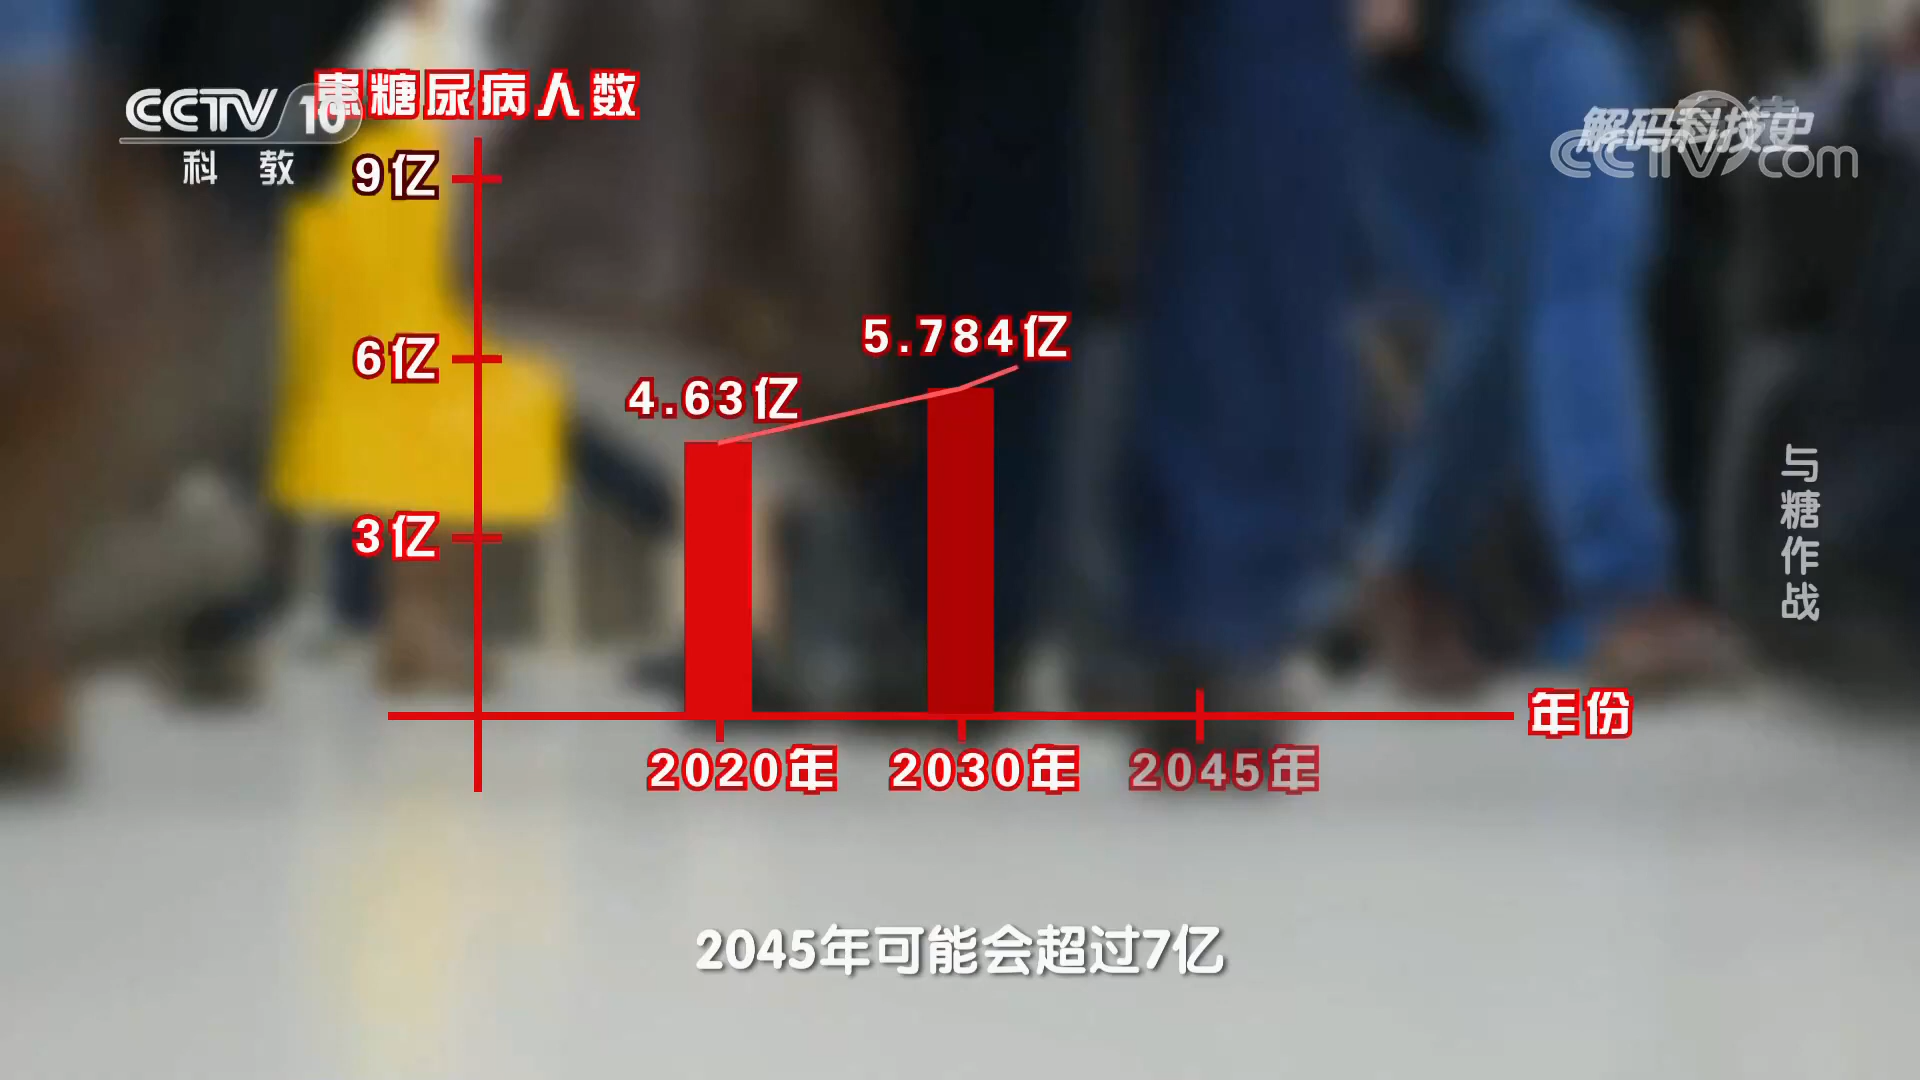 CCTV 10
科 教
患糖尿病人数
解码科技史
CCTV.com
9亿
6亿
3亿
4.63亿
5.784亿
与糖作战
年份
2020年
2030年
2045年
2045年可能会超过7亿